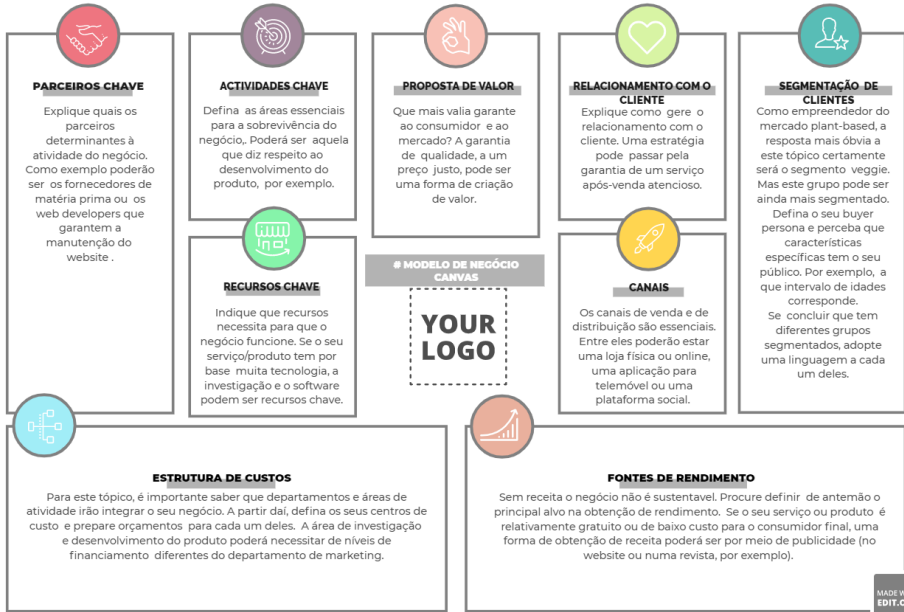 PARCEIROS CHAVE
Explique quais os
parceiros
determinantes à
atividade do negócio.
Como exemplo poderão
ser os fornecedores de
matéria prima ou os
web developers que
garantem a
manutenção do
website .
ACTIVIDADES CHAVE
Defina as áreas essenciais
para a sobrevivência do
negócio,. Poderá ser aquela
que diz respeito ao
desenvolvimento do
produto, por exemplo.
RECURSOS CHAVE
Indique que recursos
necessita para que o
negócio funcione. Se o seu
serviço/produto tem por
base muita tecnologia, a
investigação e o software
podem ser recursos chave.
PROPOSTA DE VALOR
Que mais valia garante
ao consumidor e ao
mercado? A garantia
de qualidade, a um
preço justo, pode ser
uma forma de criação
de valor.
# MODELO DE NEGÓCIO
CANVAS
YOUR
LOGO
RELACIONAMENTO COM O
CLIENTE
Explique como gere o
relacionamento com o
cliente. Uma estratégia
pode passar pela
garantia de um serviço
após-venda atencioso.
CANAIS
Os canais de venda e de
distribuição são essenciais.
Entre eles poderão estar
uma loja física ou online,
uma aplicação para
telemóvel ou uma
plataforma social.
SEGMENTAÇÃO DE
CLIENTES
Como empreendedor do
mercado plant-based, a
resposta mais óbvia a
este tópico certamente
será o segmento veggie.
Mas este grupo pode ser
ainda mais segmentado.
Defina o seu buyer
persona e perceba que
características
específicas tem o seu
público. Por exemplo, a
que intervalo de idades
corresponde.
Se concluir que tem
diferentes grupos
segmentados, adopte
uma linguagem a cada
um deles.
ESTRUTURA DE CUSTOS
Para este tópico, é importante saber que departamentos e áreas de
atividade irão integrar o seu negócio. A partir daí, defina os seus centros de
custo e prepare orçamentos para cada um deles. A área de investigação
e desenvolvimento do produto poderá necessitar de níveis de
financiamento diferentes do departamento de marketing.
FONTES DE RENDIMENTO
Sem receita o negócio não é sustentavel. Procure definir de antemão o
principal alvo na obtenção de rendimento. Se o seu serviço ou produto é
relativamente gratuito ou de baixo custo para o consumidor final, uma
forma de obtenção de receita poderá ser por meio de publicidade (no
website ou numa revista, por exemplo).
MADE